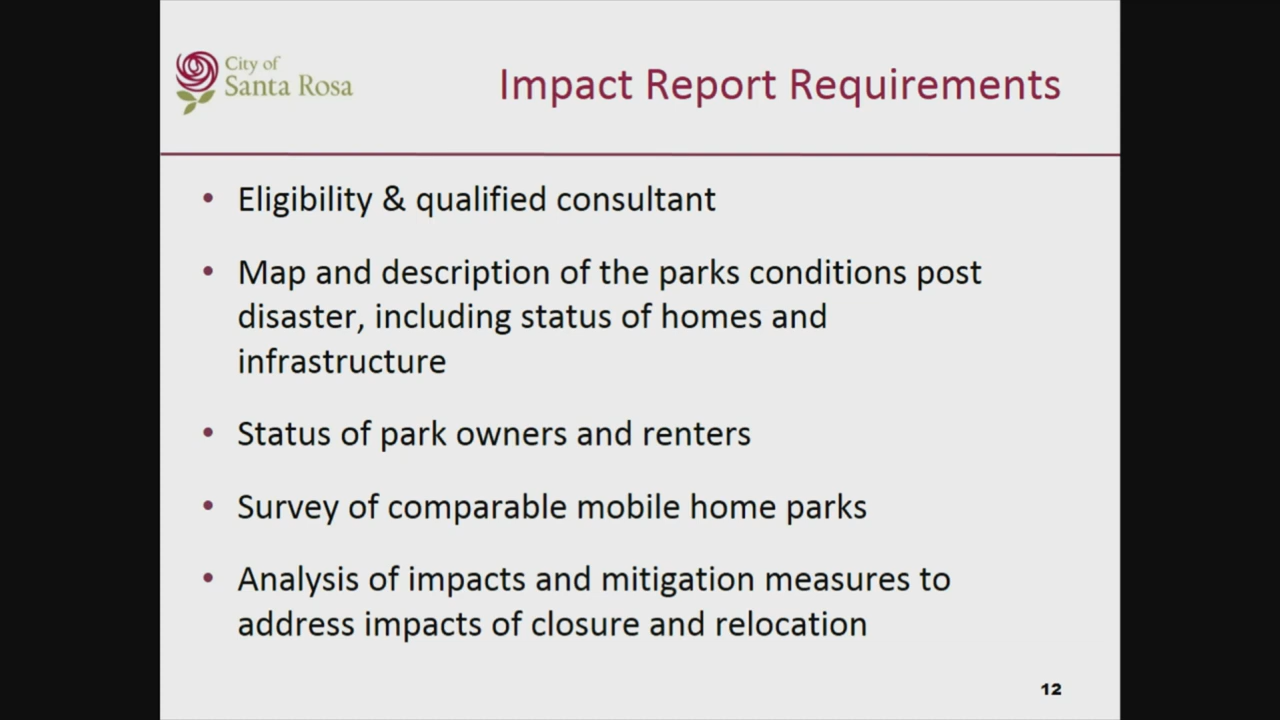 City of
Santa Rosa
Impact Report Requirements
• Eligibility & qualified consultant
• Map and description of the parks conditions post
disaster, including status of homes and
infrastructure
• Status of park owners and renters
• Survey of comparable mobile home parks
• Analysis of impacts and mitigation measures to
address impacts of closure and relocation
12